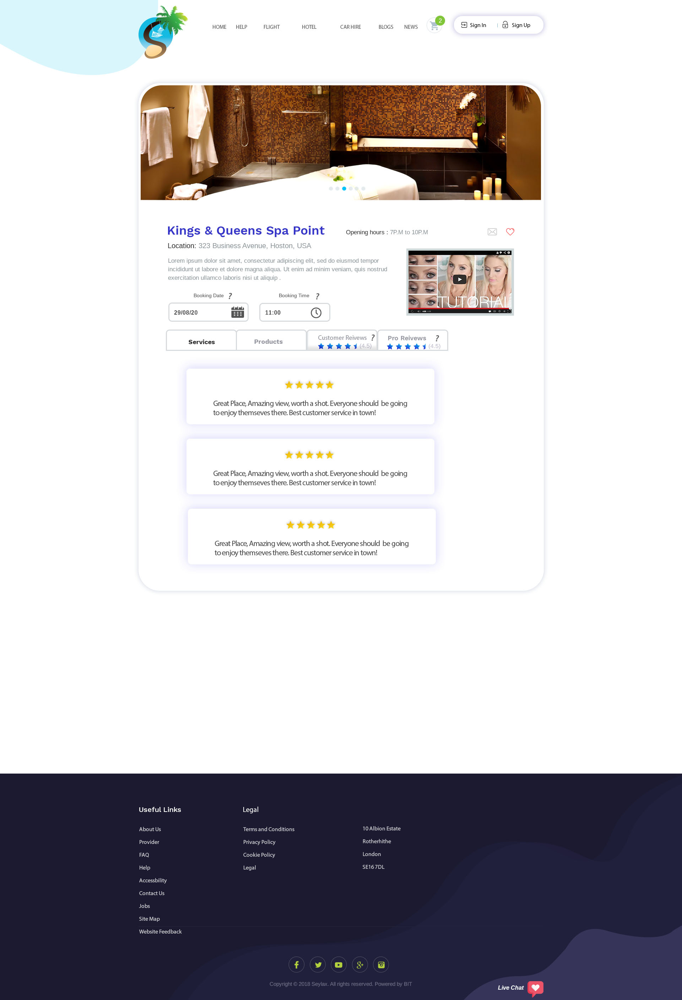 HOME HELP FLIGHT HOTEL CAR HIRE BLOGS NEWS 2 Sign In | Sign Up
Kings & Queens Spa Point
Opening hours : 7P.M to 10P.M
Location: 323 Business Avenue, Hoston, USA
Lorem ipsum dolor sit amet, consectetur adipiscing elit, sed do eiusmod tempor
incididunt ut labore et dolore magna aliqua. Ut enim ad minim veniam, quis nostrud
exercitation ullamco laboris nisi ut aliquip .
TUTORIAL
Booking Date ? Booking Time ?
29/08/20 11:00
Services Products Customer Reivews ? Pro Reivews ?
(4.5) (4.5)
Great Place, Amazing view, worth a shot. Everyone should be going
to enjoy themseves there. Best customer service in town!
Great Place, Amazing view, worth a shot. Everyone should be going
to enjoy themseves there. Best customer service in town!
Great Place, Amazing view, worth a shot. Everyone should be going
to enjoy themseves there. Best customer service in town!
Useful Links
About Us
Provider
FAQ
Help
Accessbility
Contact Us
Jobs
Site Map
Website Feedback
Legal
Terms and Conditions
Privacy Policy
Cookie Policy
Legal
10 Albion Estate
Rotherhithe
London
SE16 7DL
Copyright © 2018 Seylax. All rights reserved. Powered by BIT
Live Chat